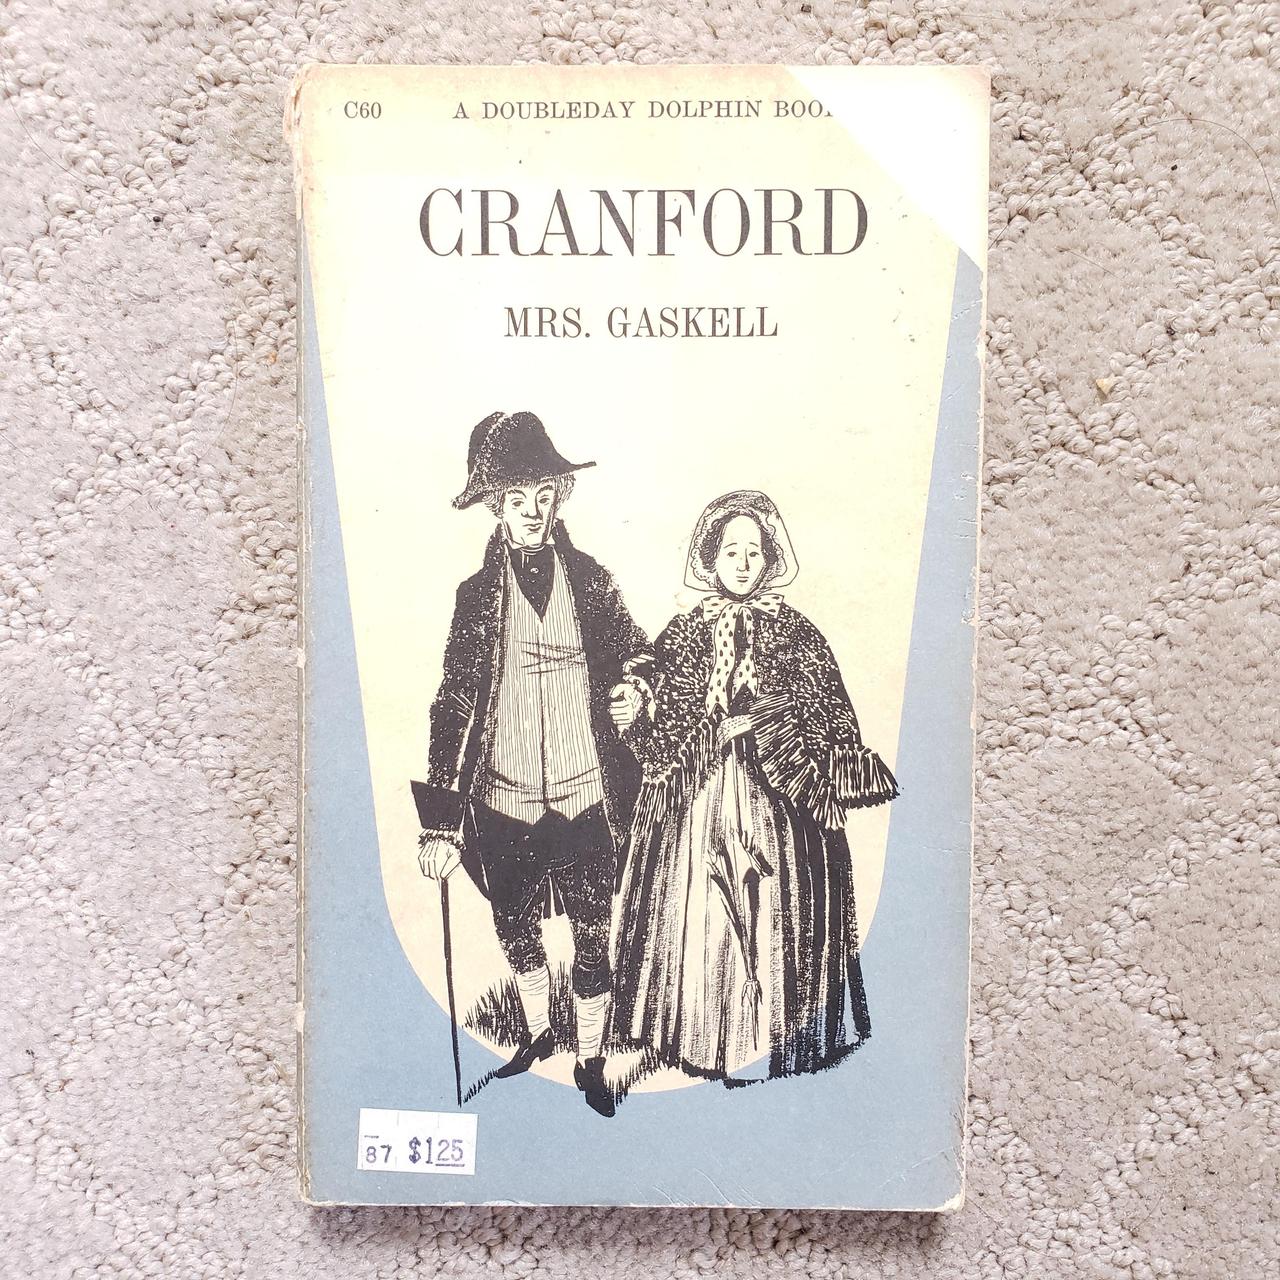 C60 A DOUBLEDAY DOLPHIN BOOK
CRANFORD
MRS. GASKELL
87 $125